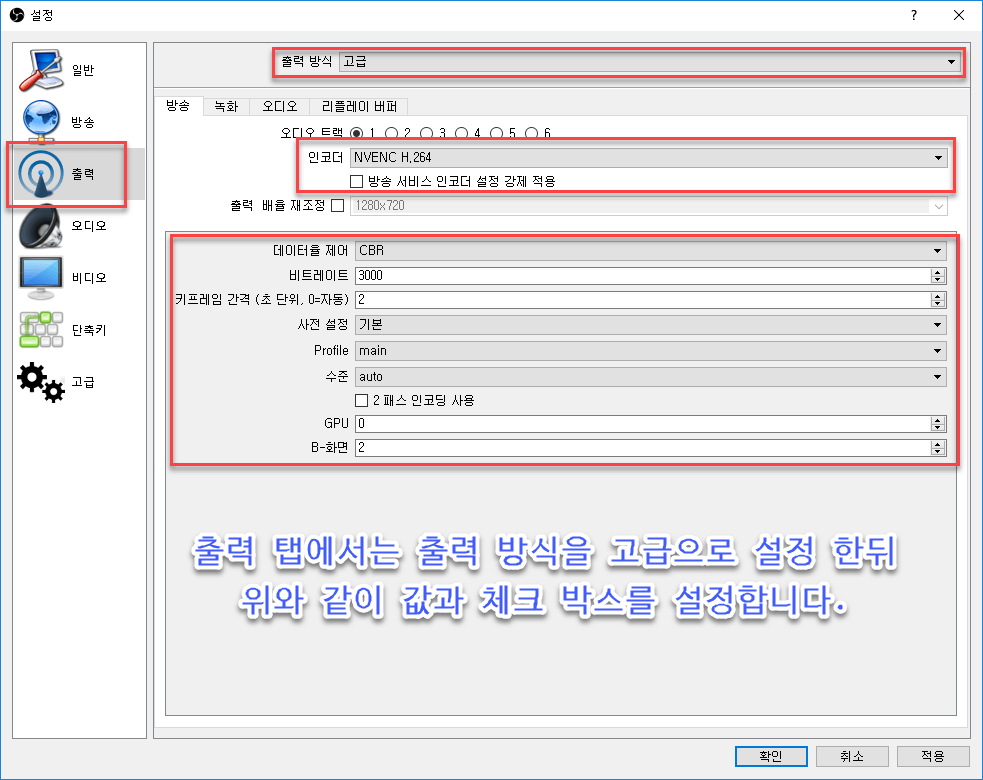 설정
?
일반
방송
출력
오디오
비디오
단축키
고급
출력 방식 고급
방송 녹화 오디오 리플레이 버퍼
오디오 트랙 1 2 3 4 5 6
인코더 NVENC H.264
방송 서비스 인코더 설정 강제 적용
출력 배율 재조정 1280x720
데이터율 제어 CBR
비트레이트 3000
키프레임 간격 (초 단위, 0=자동) 2
사전 설정 기본
Profile main
수준 auto
2 패스 인코딩 사용
GPU 0
B-화면 2
출력 탭에서는 출력 방식을 고급으로 설정 한뒤
위와 같이 값과 체크 박스를 설정합니다.
확인 취소 적용